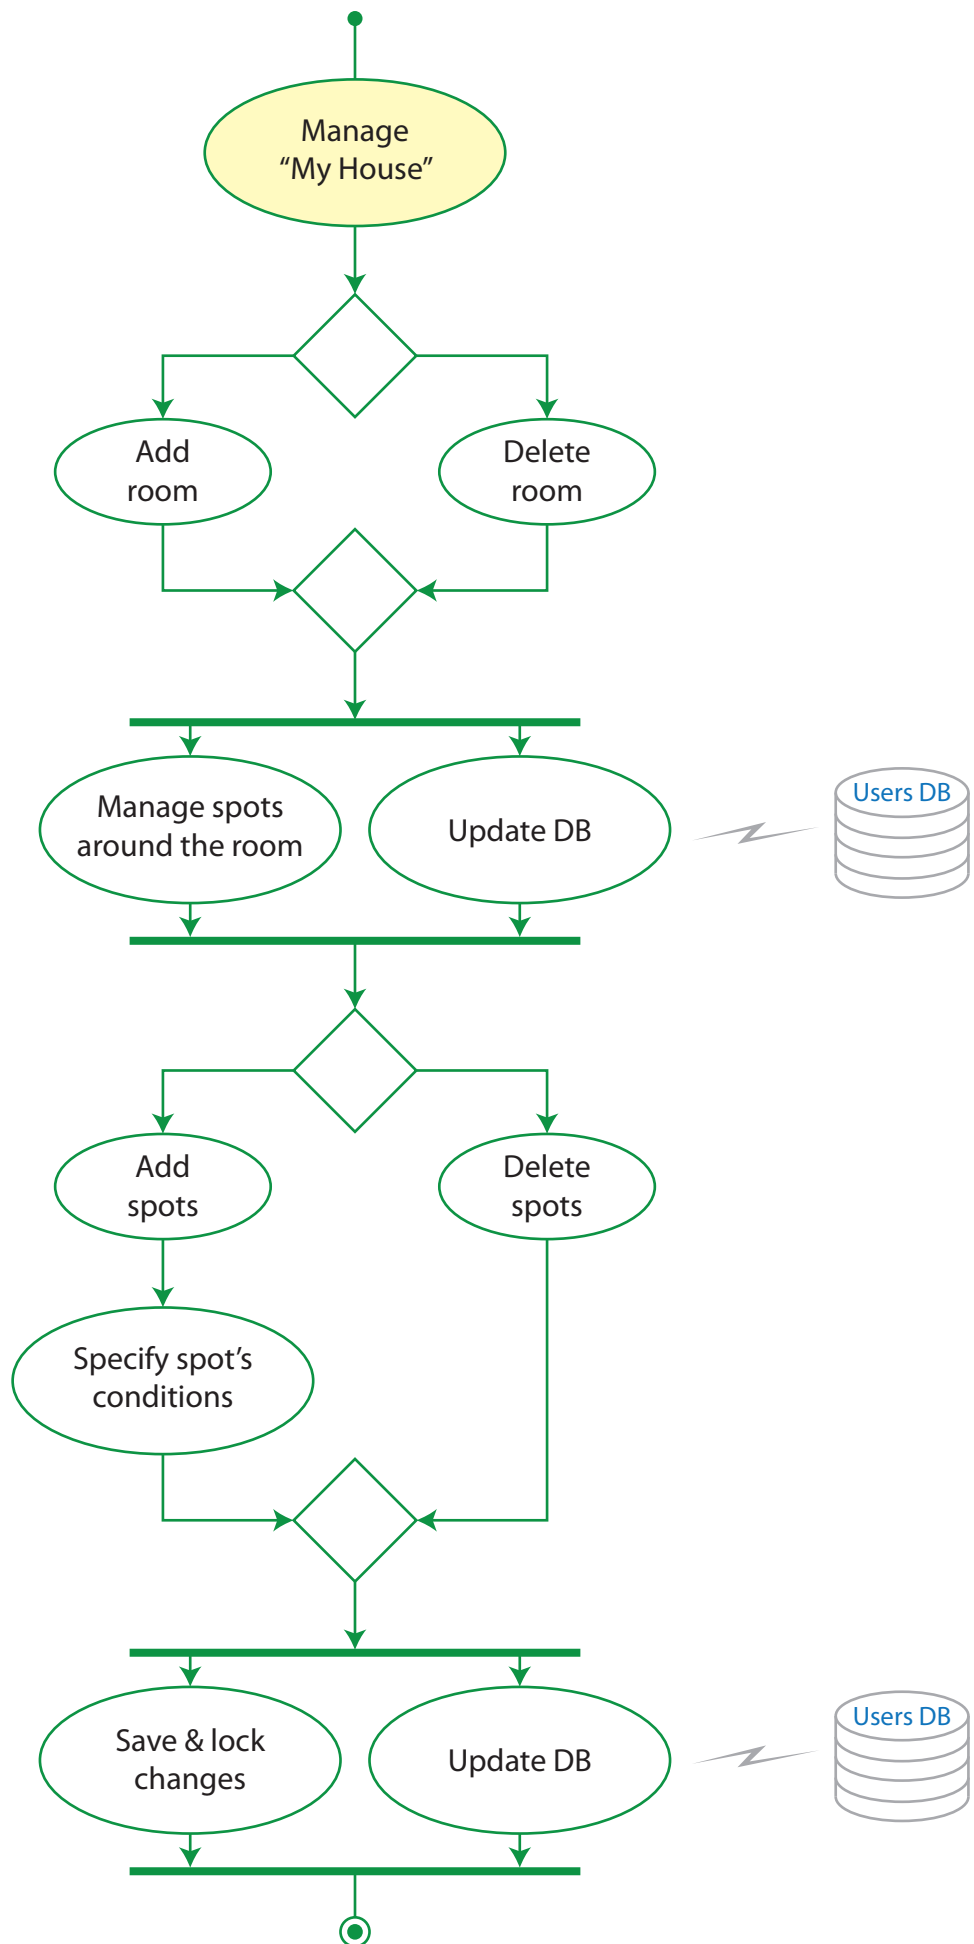 Manage
“My House”
Add
room
Delete
room
Manage spots
around the room
Update DB
Users DB
Add
spots
Delete
spots
Specify spot’s
conditions
Save & lock
changes
Update DB
Users DB